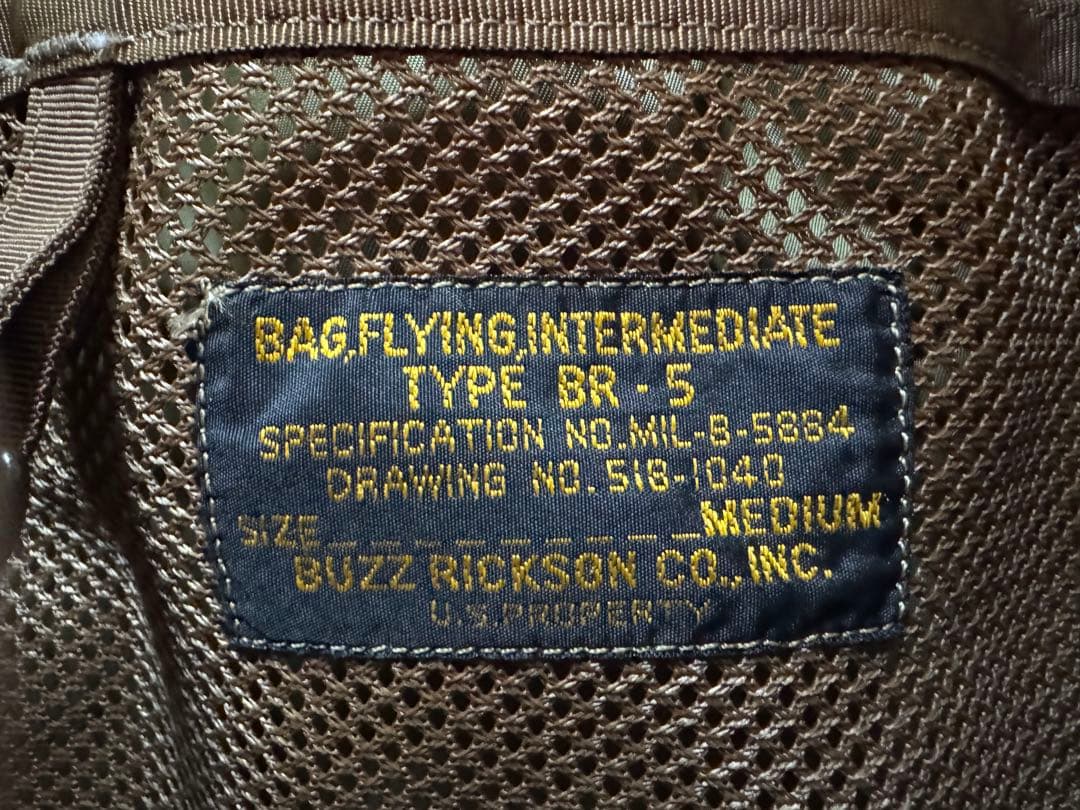 BAG,FLYING,INTERMEDIATE
TYPE BR-5
SPECIFICATION NO.MIL-B-5884
DRAWING NO. 518-1040
SIZE __________MEDIUM
BUZZ RICKSON CO., INC.
U.S.PROPERTY